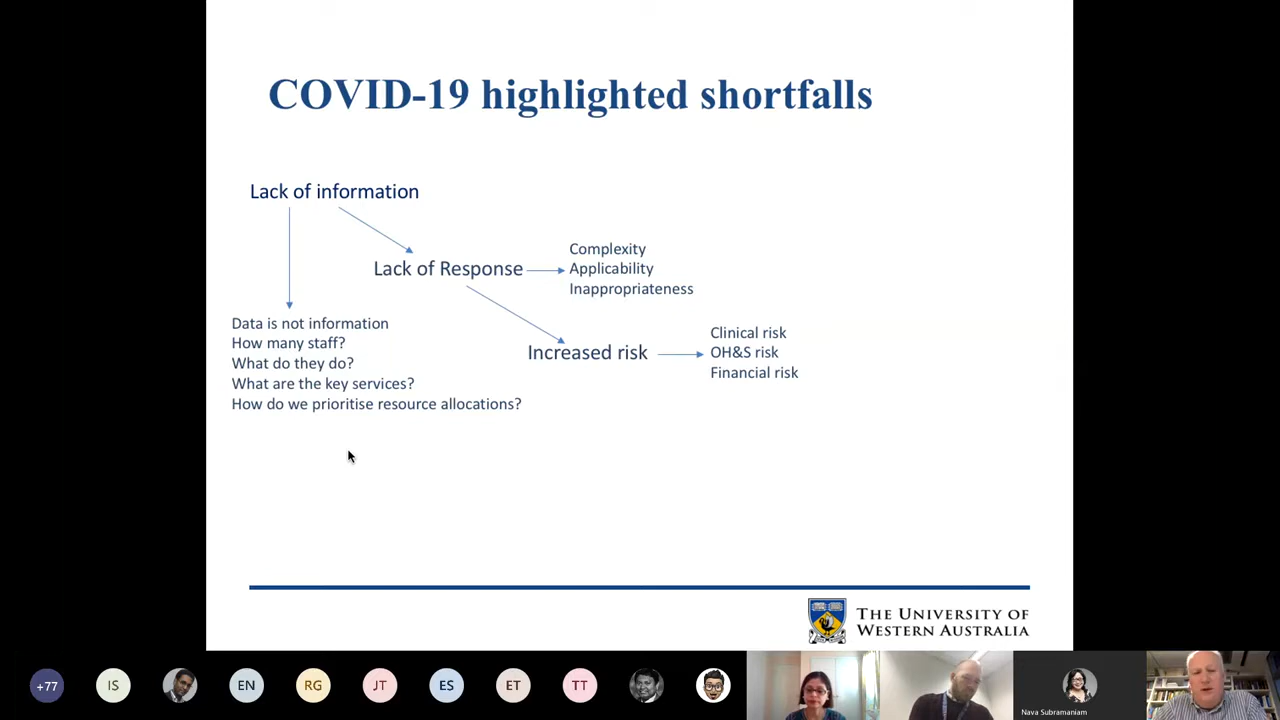 COVID-19 highlighted shortfalls
Lack of information
Lack of Response
Complexity
Applicability
Inappropriateness
Data is not information
How many staff?
What do they do?
What are the key services?
How do we prioritise resource allocations?
Increased risk
Clinical risk
OH&S risk
Financial risk
THE UNIVERSITY OF
WESTERN AUSTRALIA
+77
IS
EN
RG
JT
ES
ET
TT
Nava Subramaniam